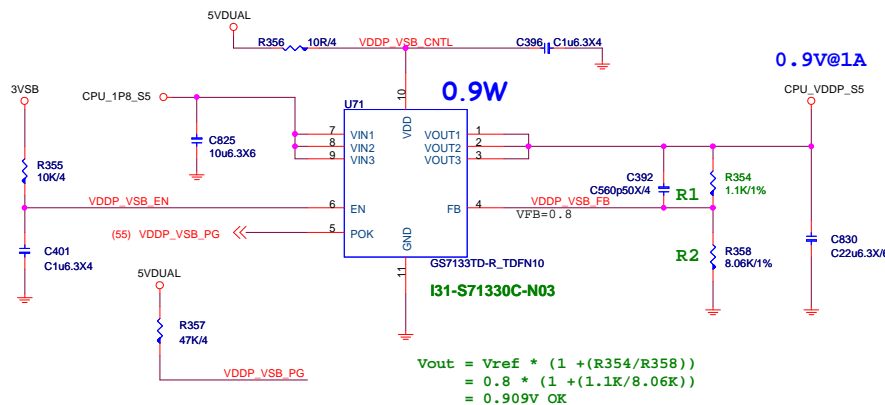 5VDUAL
R356
10R/4
VDDP_VSB_CNTL
C396
C1u6.3X4
0.9V@1A
3VSB
CPU_1P8_S5
0.9W
CPU_VDDP_S5
U71
10
VDD
C825
10u6.3X6
7
VIN1
8
VIN2
9
VIN3
VOUT1
1
VOUT2
2
VOUT3
3
R355
10K/4
C392
C560p50X/4
R1
R354
1.1K/1%
VDDP_VSB_EN
6
EN
FB
4
VDDP_VSB_FB
VFB=0.8
(55) VDDP_VSB_PG
5
POK
GND
11
C401
C1u6.3X4
R2
R358
8.06K/1%
C830
C22u6.3X/6
GS7133TD-R_TDFN10
I31-S71330C-N03
5VDUAL
R357
47K/4
VDDP_VSB_PG
Vout = Vref * (1 +(R354/R358))
= 0.8 * (1 +(1.1K/8.06K))
= 0.909V OK